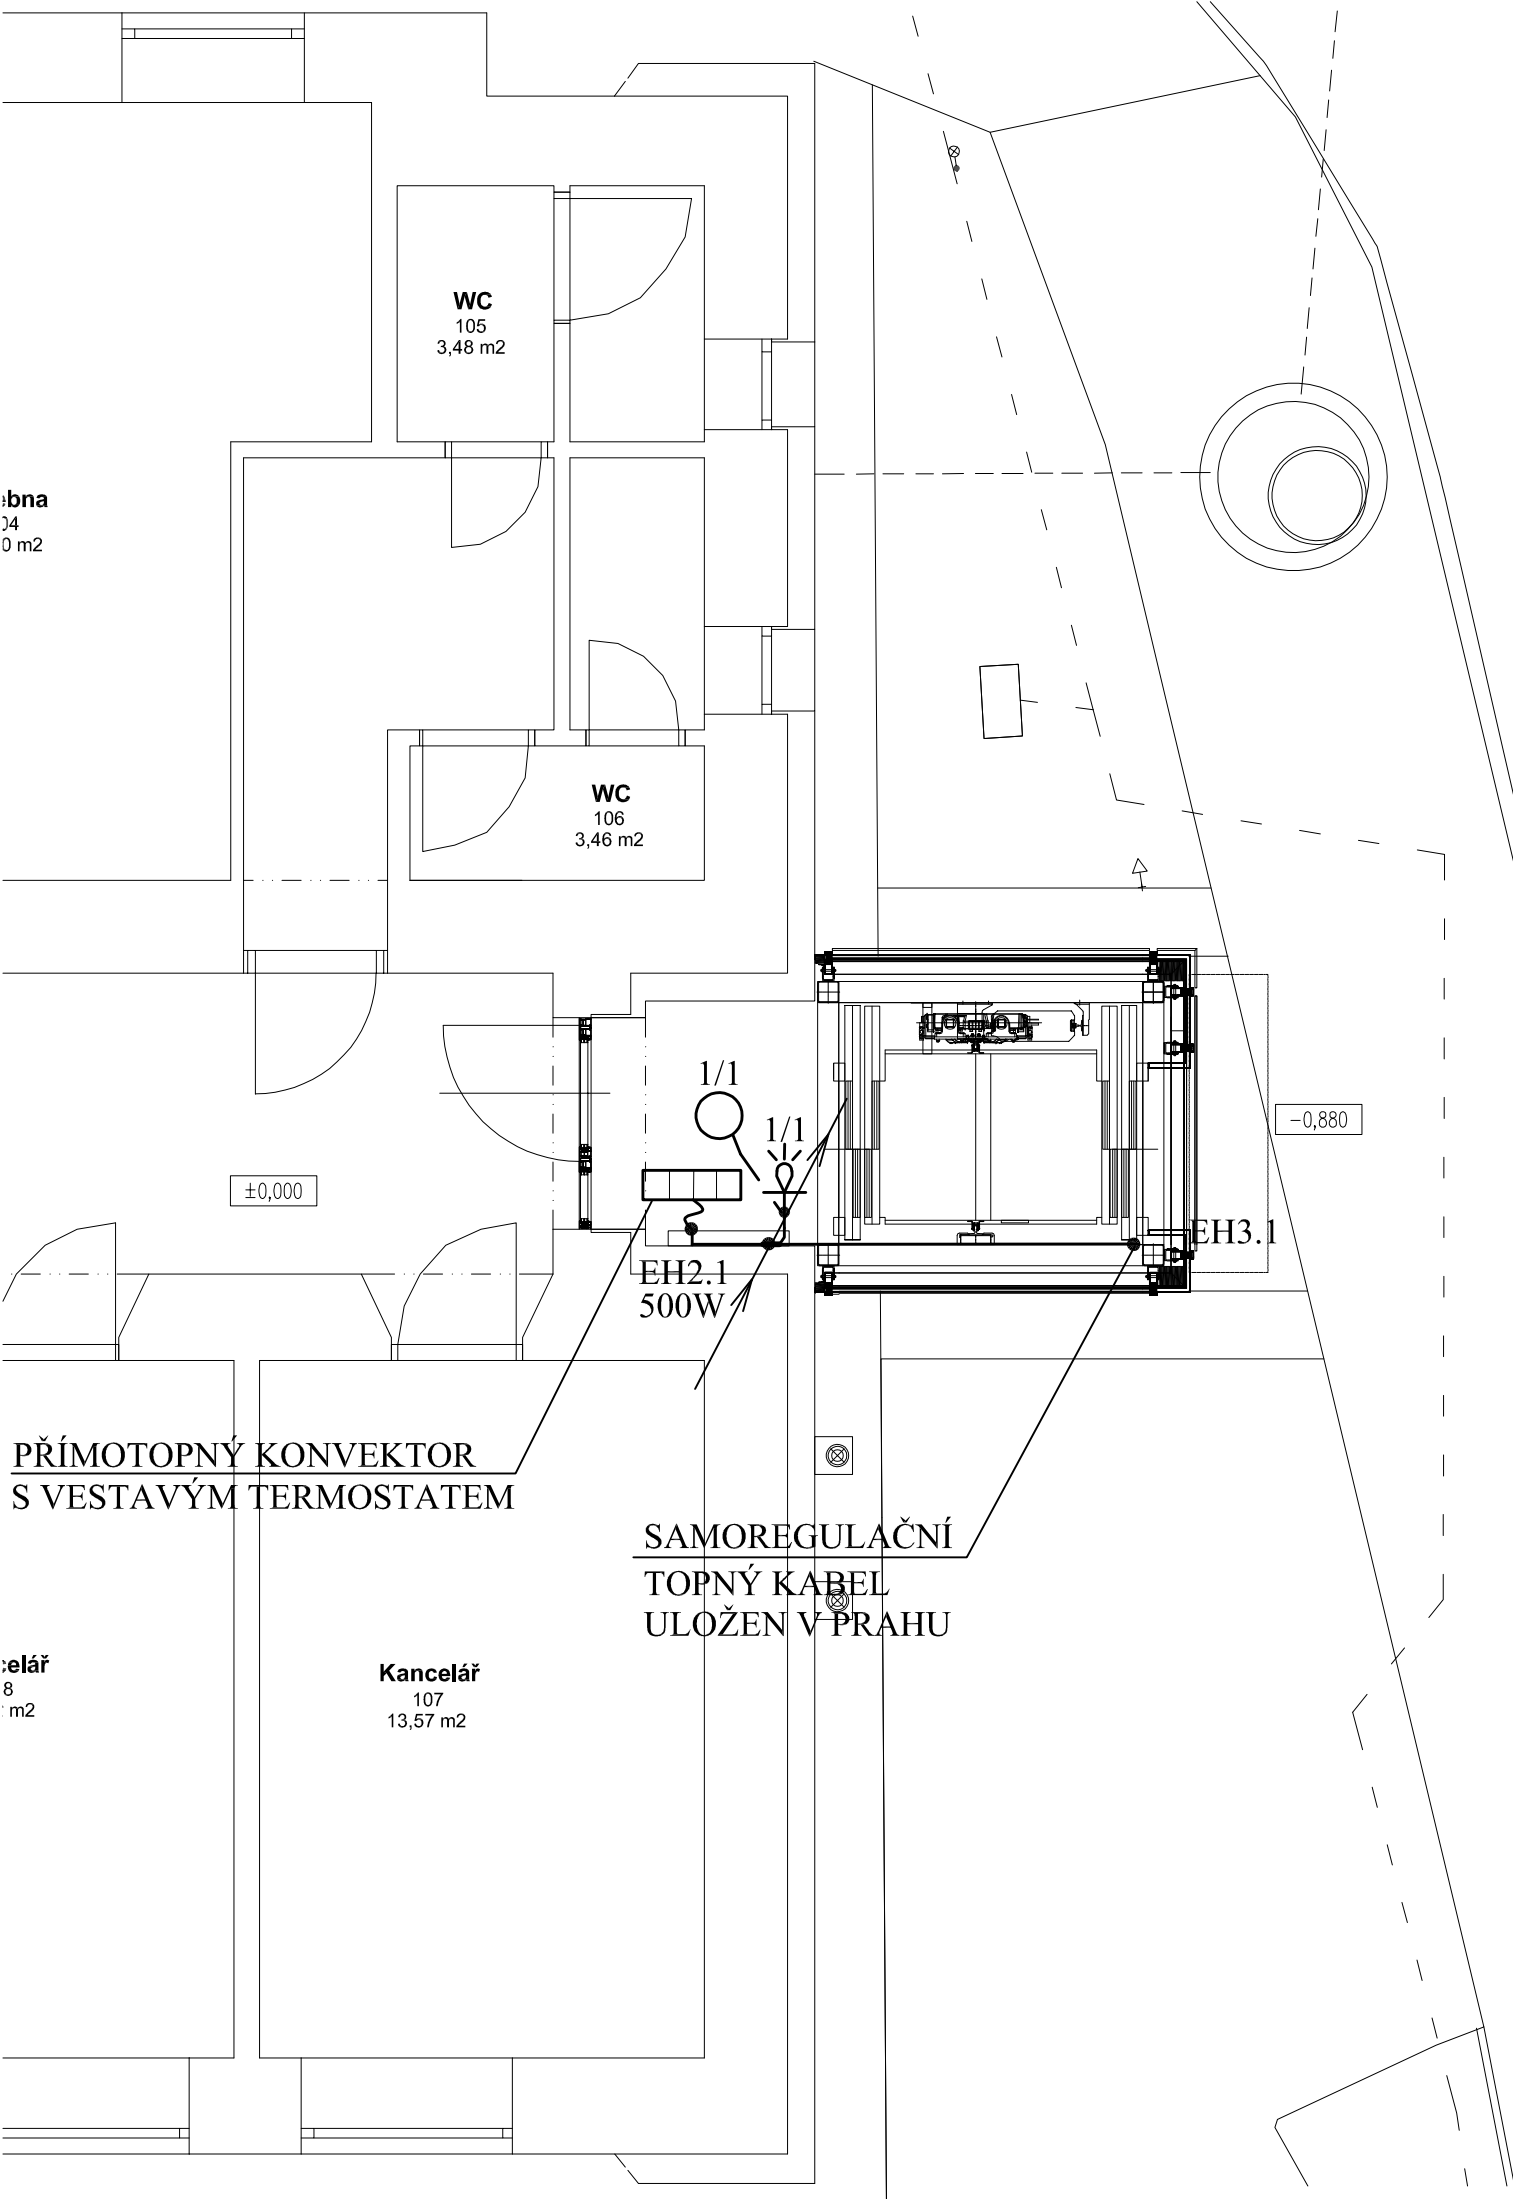 WC
105
3,48 m2
ebna
04
0 m2
WC
106
3,46 m2
1/1
1/1
-0,880
±0,000
EH3.1
EH2.1
500W
PŘÍMOTOPNÝ KONVEKTOR
S VESTAVÝM TERMOSTATEM
SAMOREGULAČNÍ
TOPNÝ KABEL
ULOŽEN V PRAHU
celář
8
m2
Kancelář
107
13,57 m2